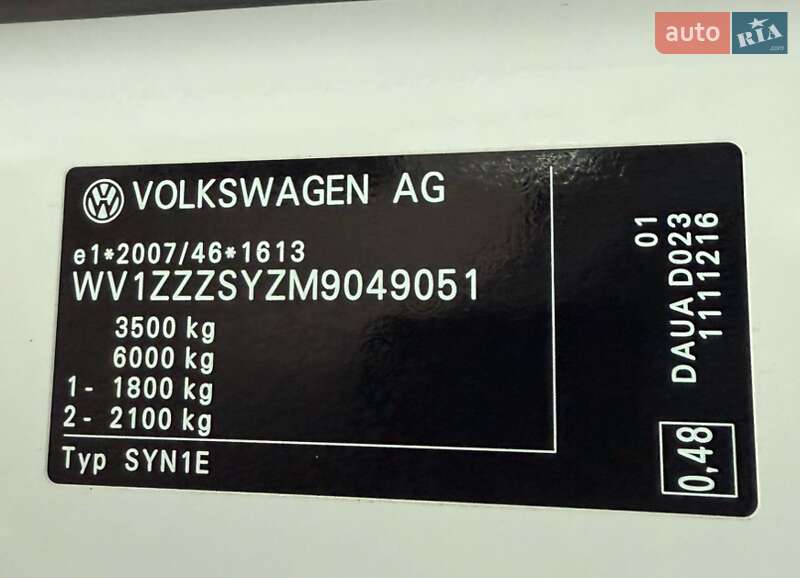 auto RIA .com
VOLKSWAGEN AG
e1*2007/46*1613
WV1ZZZSYZM9049051
3500 kg
6000 kg
1- 1800 kg
2- 2100 kg
Typ SYN1E
01
DAUA D023
1111216
0,48